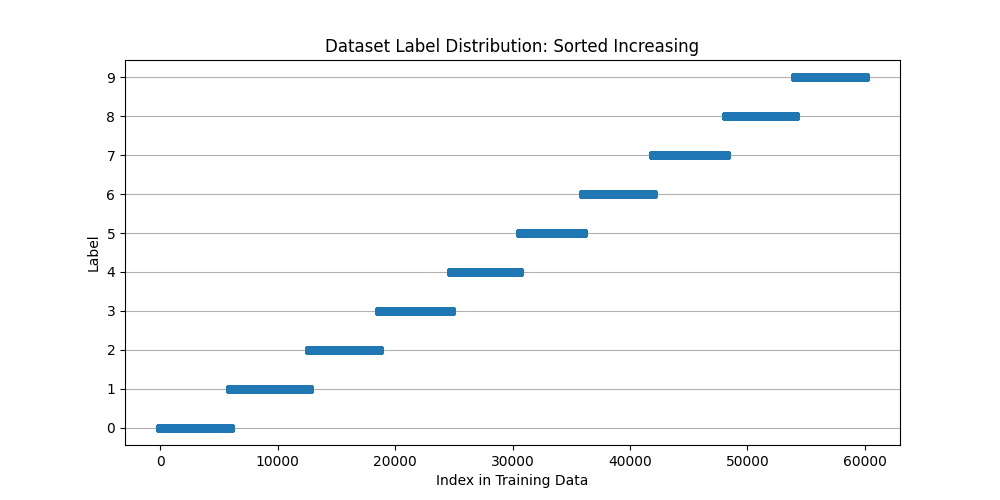 Dataset Label Distribution: Sorted Increasing
9
8
7
6
5
4
3
2
1
0
Label
0 10000 20000 30000 40000 50000 60000
Index in Training Data